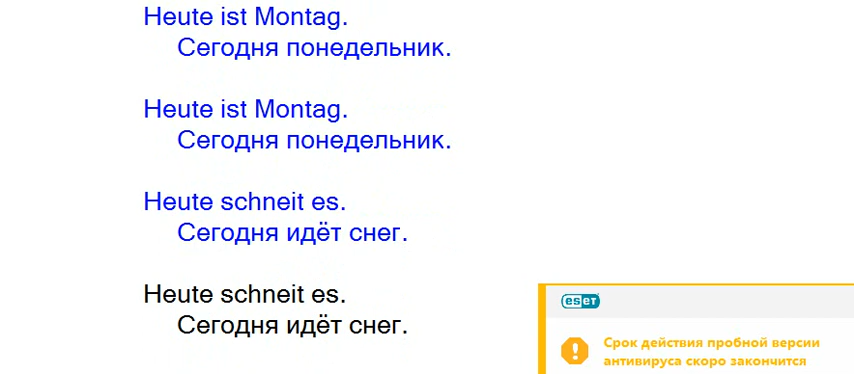 Heute ist Montag.
Сегодня понедельник.
Heute ist Montag.
Сегодня понедельник.
Heute schneit es.
Сегодня идёт снег.
Heute schneit es.
Сегодня идёт снег.
eset
Срок действия пробной версии
антивируса скоро закончится